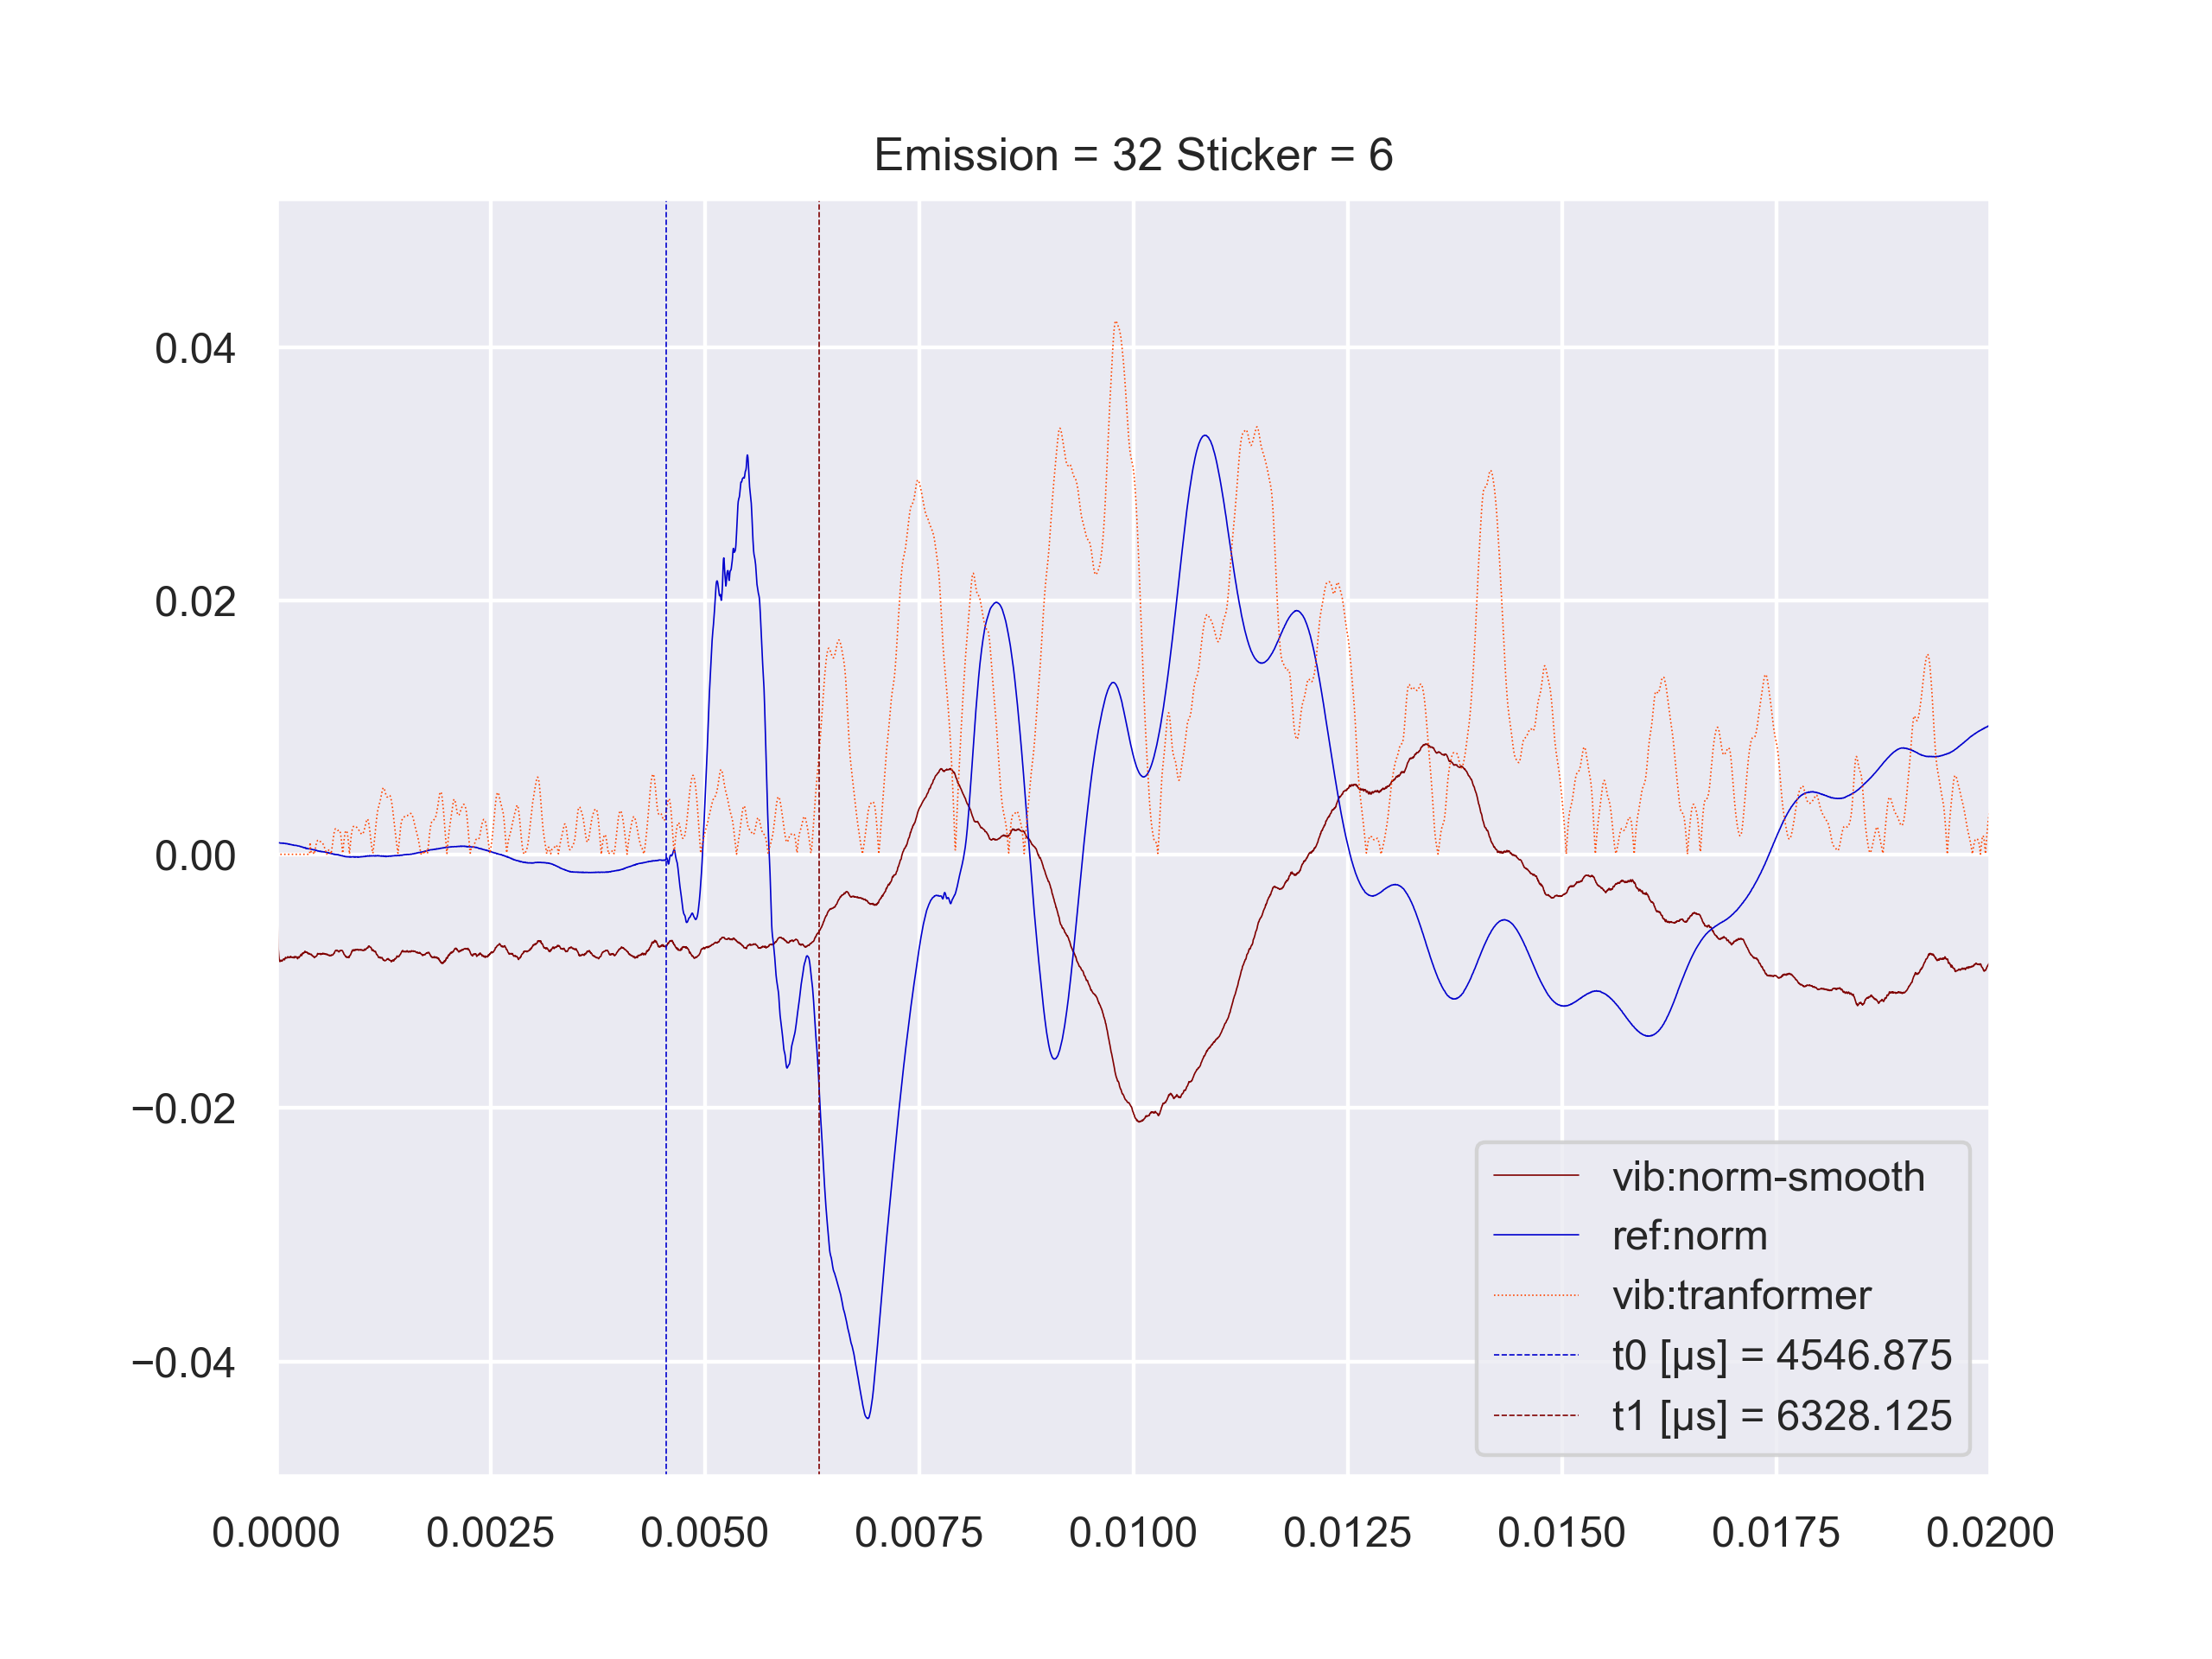 Emission = 32 Sticker = 6
0.04
0.02
0.00
−0.02
−0.04
vib:norm-smooth
ref:norm
vib:tranformer
t0 [µs] = 4546.875
t1 [µs] = 6328.125
0.0000 0.0025 0.0050 0.0075 0.0100 0.0125 0.0150 0.0175 0.0200